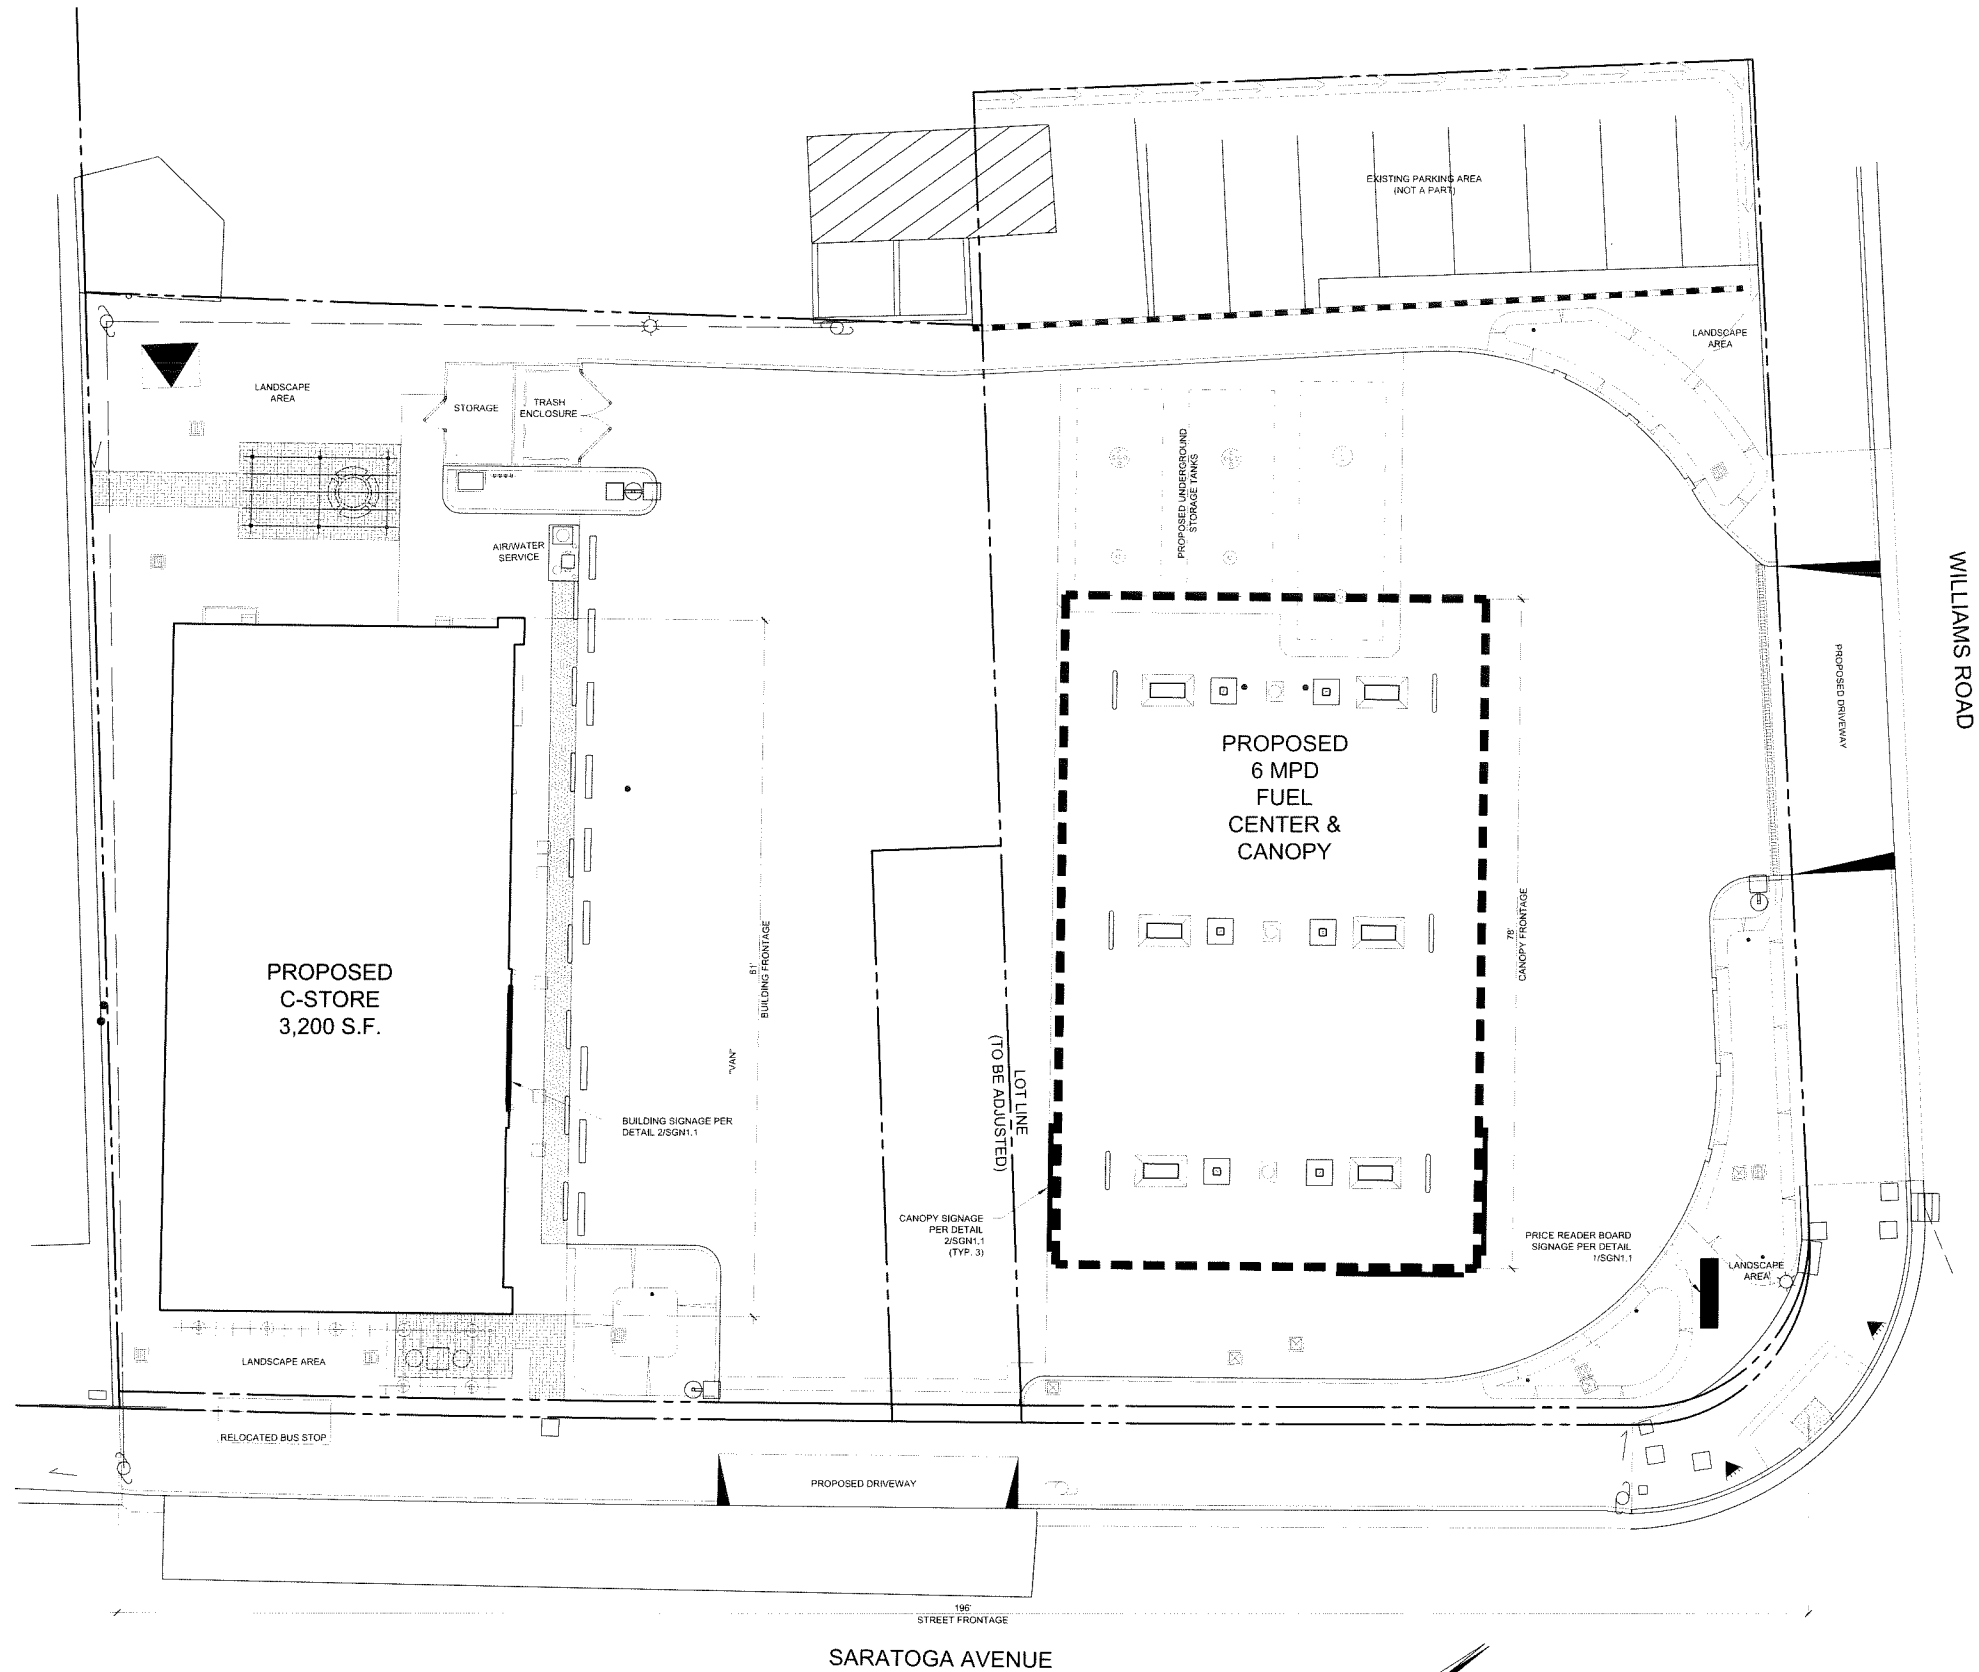 EXISTING PARKING AREA
(NOT A PART)
LANDSCAPE
AREA
LANDSCAPE
AREA
STORAGE
TRASH
ENCLOSURE
PROPOSED UNDERGROUND
STORAGE TANKS
AIR/WATER
SERVICE
WILLIAMS ROAD
PROPOSED DRIVEWAY
PROPOSED
6 MPD
FUEL
CENTER &
CANOPY
78'
CANOPY FRONTAGE
81'
BUILDING FRONTAGE
PROPOSED
C-STORE
3,200 S.F.
"VAN"
LOT LINE
(TO BE ADJUSTED)
BUILDING SIGNAGE PER
DETAIL 2/SGN1.1
CANOPY SIGNAGE
PER DETAIL
2/SGN1.1
(TYP. 3)
PRICE READER BOARD
SIGNAGE PER DETAIL
1/SGN1.1
LANDSCAPE
AREA
LANDSCAPE AREA
RELOCATED BUS STOP
PROPOSED DRIVEWAY
196'
STREET FRONTAGE
SARATOGA AVENUE